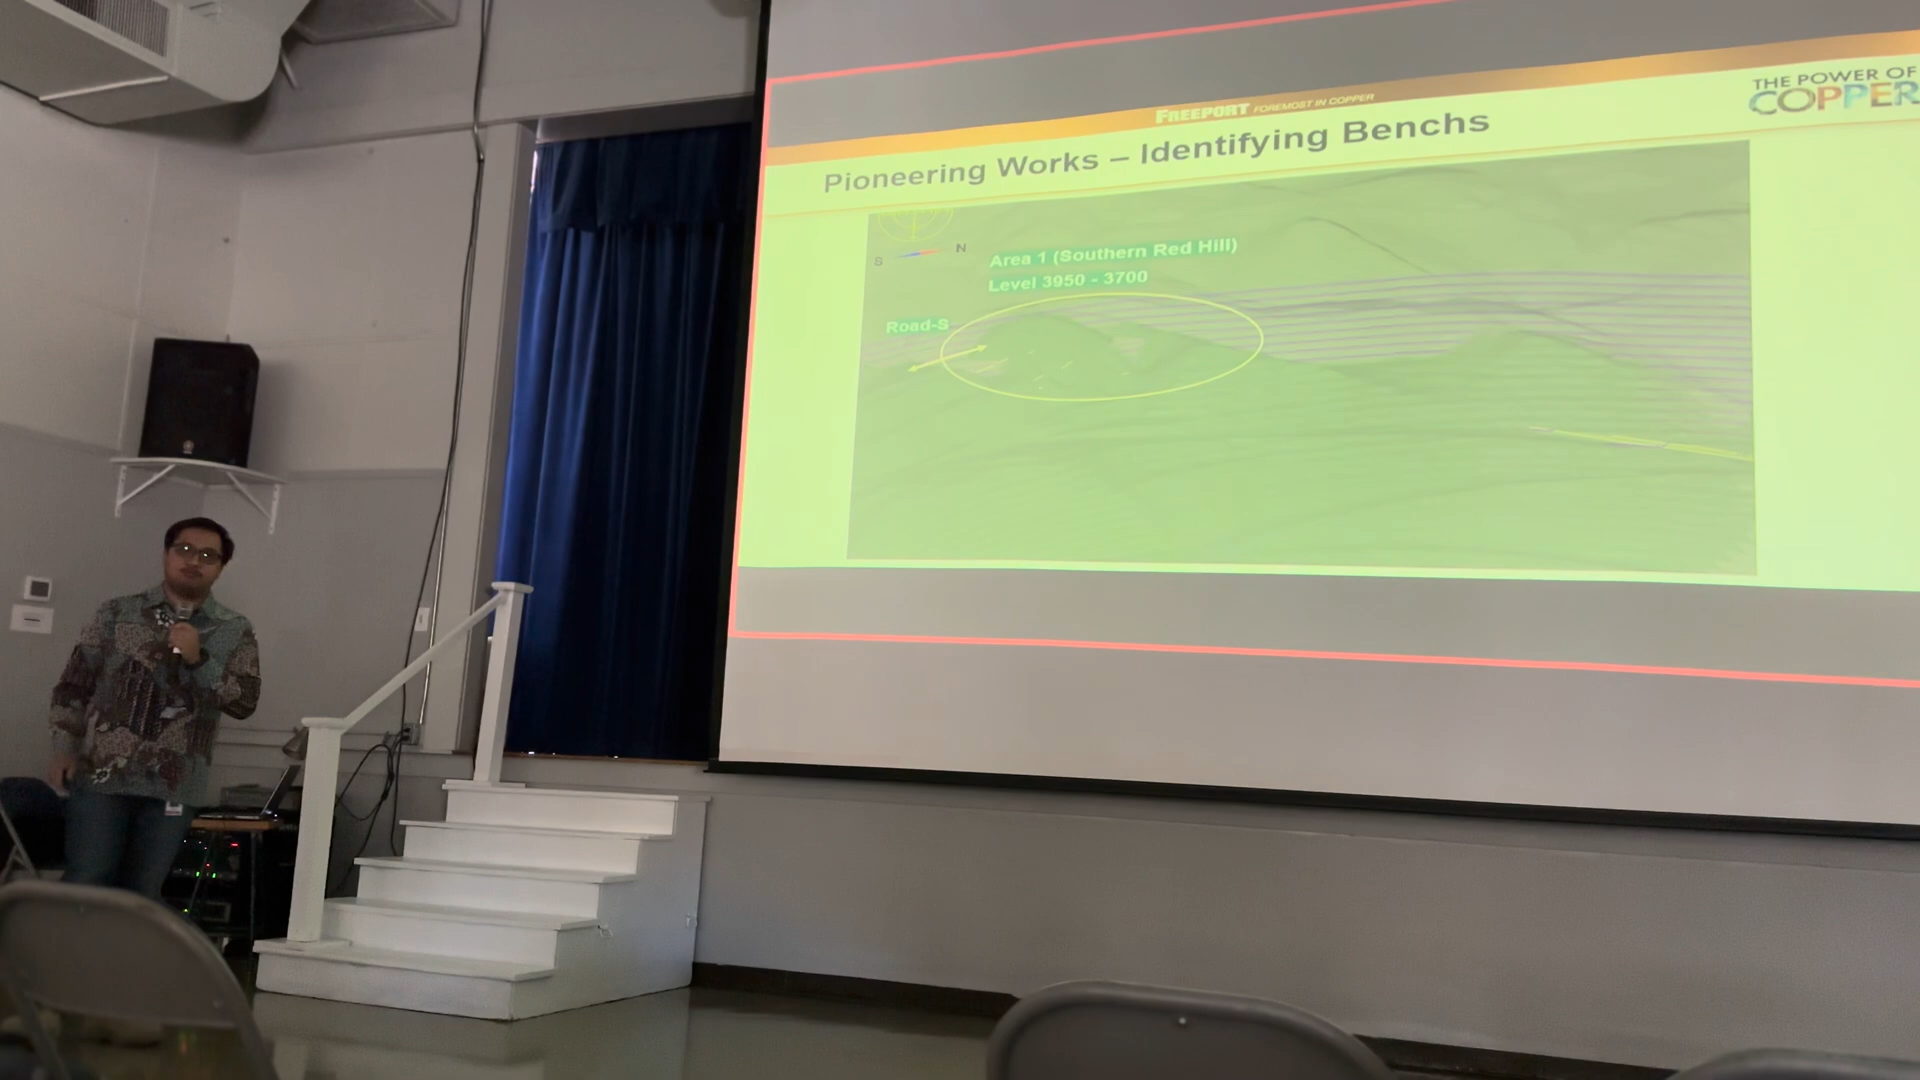 FREEPORT FOREMOST IN COPPER
THE POWER OF
COPPER
Pioneering Works – Identifying Benchs
S N
Area 1 (Southern Red Hill)
Level 3950 - 3700
Road-S